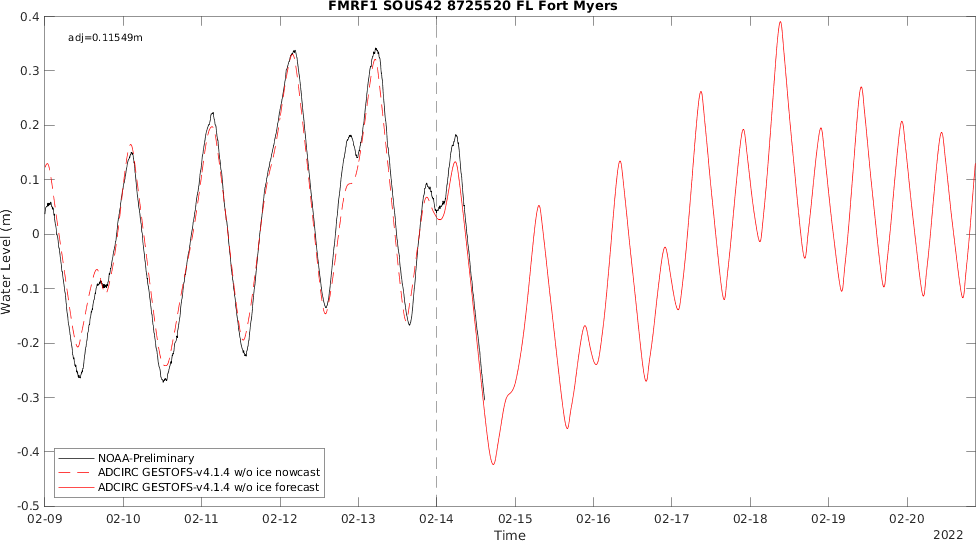 FMRF1 SOUS42 8725520 FL Fort Myers
adj=0.11549m
0.4
0.3
0.2
0.1
0
-0.1
-0.2
-0.3
-0.4
-0.5
Water Level (m)
NOAA-Preliminary
ADCIRC GESTOFS-v4.1.4 w/o ice nowcast
ADCIRC GESTOFS-v4.1.4 w/o ice forecast
02-09 02-10 02-11 02-12 02-13 02-14 02-15 02-16 02-17 02-18 02-19 02-20
Time
2022